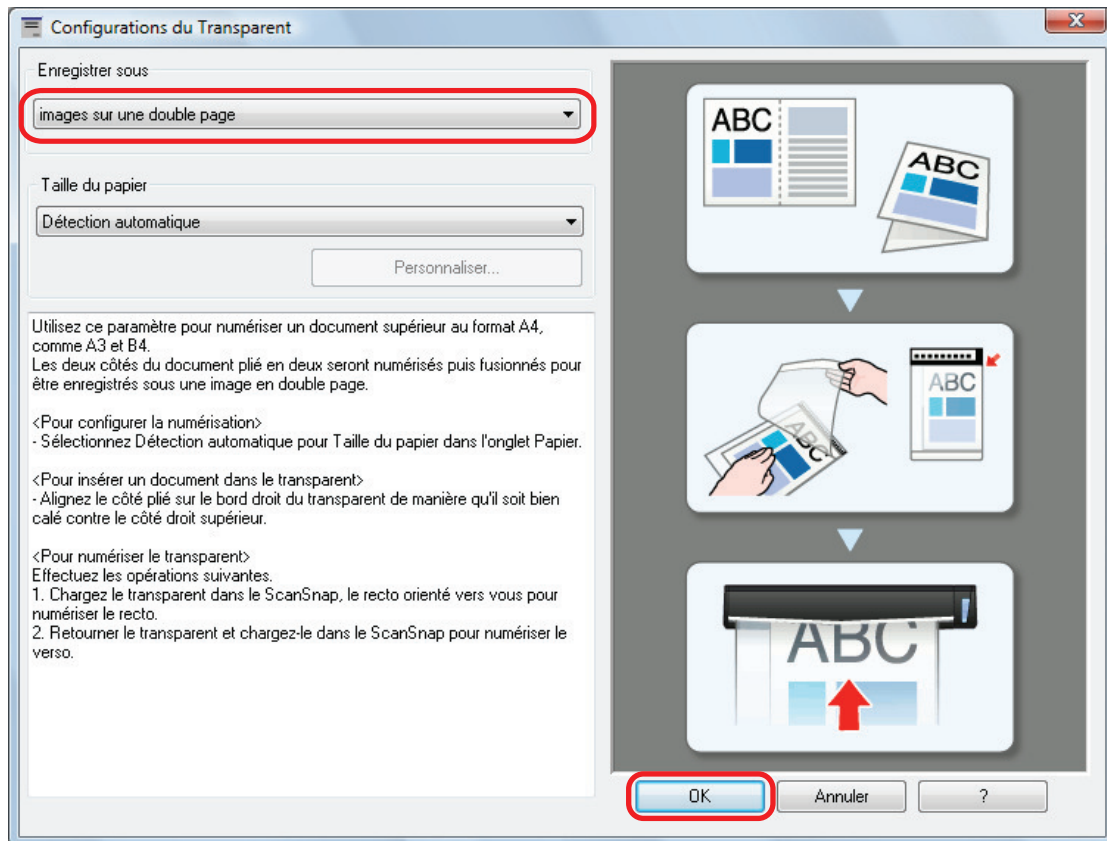 Configurations du Transparent
Enregistrer sous
images sur une double page
Taille du papier
Détection automatique
Personnaliser...
Utilisez ce paramètre pour numériser un document supérieur au format A4,
comme A3 et B4.
Les deux côtés du document plié en deux seront numérisés puis fusionnés pour
être enregistrés sous une image en double page.
<Pour configurer la numérisation>
- Sélectionnez Détection automatique pour Taille du papier dans l'onglet Papier.
<Pour insérer un document dans le transparent>
- Alignez le côté plié sur le bord droit du transparent de manière qu'il soit bien
calé contre le côté droit supérieur.
<Pour numériser le transparent>
Effectuez les opérations suivantes.
1. Chargez le transparent dans le ScanSnap, le recto orienté vers vous pour
numériser le recto.
2. Retourner le transparent et chargez-le dans le ScanSnap pour numériser le
verso.
ABC
ABC
ABC
ABC
ABC
OK
Annuler
?